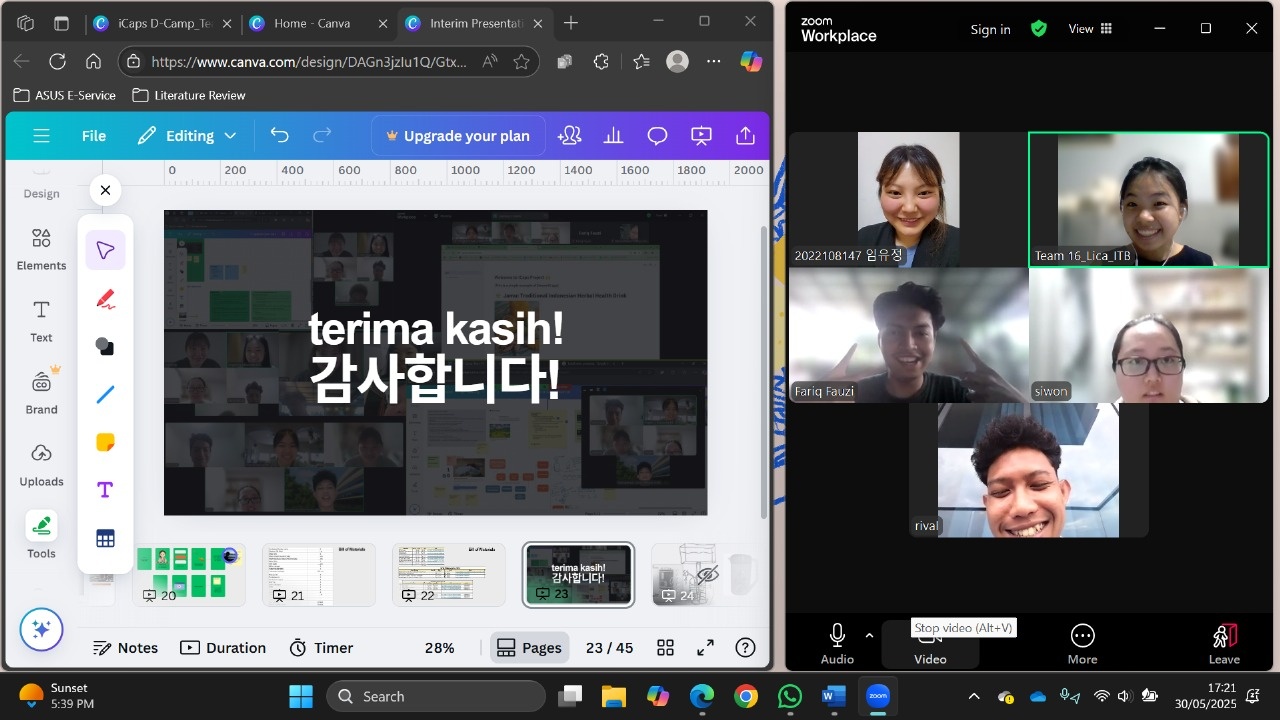 iCaps D-Camp_Te
Home - Canva
Interim Presentati
https://www.canva.com/design/DAGn3jzIu1Q/Gtx...
ASUS E-Service
Literature Review
File
Editing
Upgrade your plan
0 200 400 600 800 1000 1200 1400 1600 1800 2000
Design
Elements
Text
Brand
Uploads
Tools
terima kasih!
감사합니다!
20
Bill of Materials
21
Bill of Materials
22
terima kasih!
감사합니다!
23
24
Notes
Duration
Timer
28%
Pages
23 / 45
zoom
Workplace
Sign in
View
2022108147 임유정
Team 16_Lica_ITB
Fariq Fauzi
siwon
rival
Stop video (Alt+V)
Audio
Video
More
Leave
Sunset
5:39 PM
Search
17:21
30/05/2025